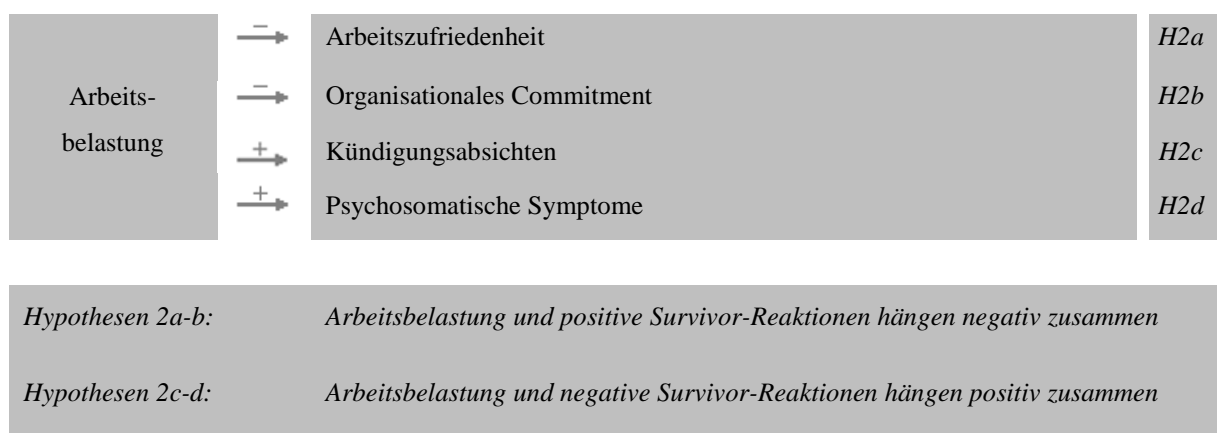 − Arbeitszufriedenheit H2a
Arbeits- − Organisationales Commitment H2b
belastung + Kündigungsabsichten H2c
+ Psychosomatische Symptome H2d
Hypothesen 2a-b: Arbeitsbelastung und positive Survivor-Reaktionen hängen negativ zusammen
Hypothesen 2c-d: Arbeitsbelastung und negative Survivor-Reaktionen hängen positiv zusammen